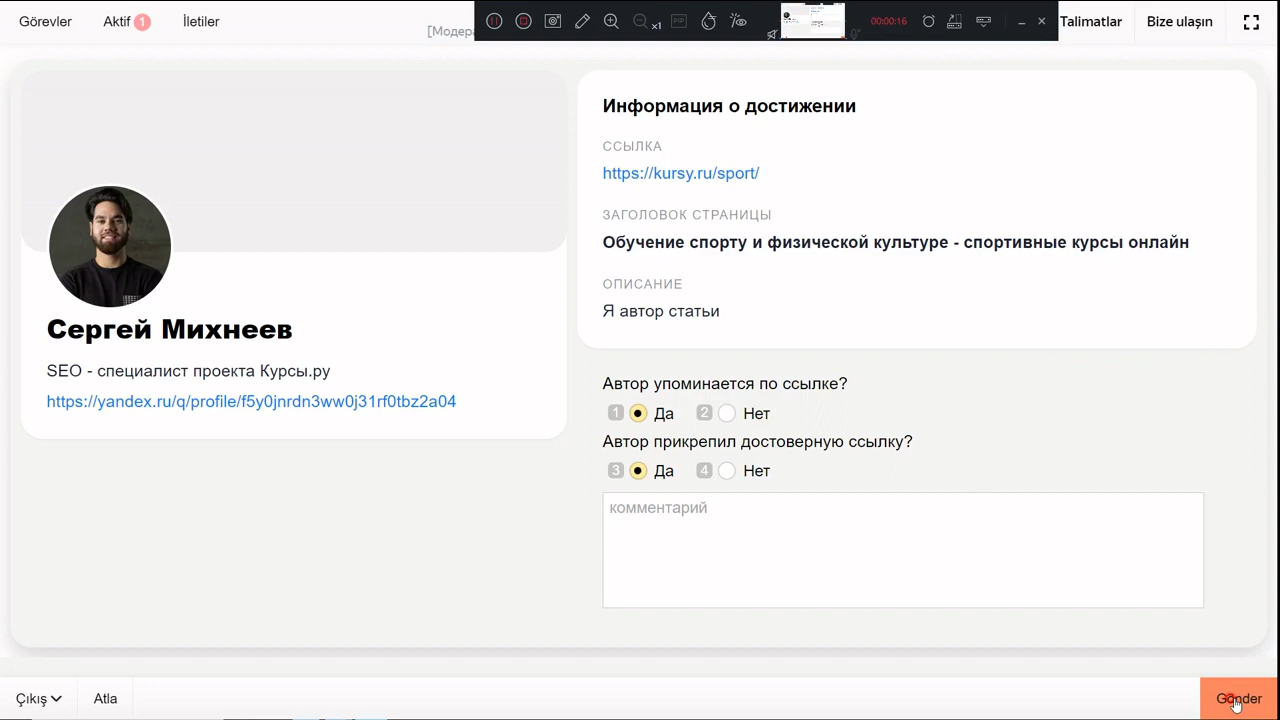 Görevler
Aktif 1
İletiler
[Модера
x1
PIP
00:00:16
Talimatlar
Bize ulaşın
Сергей Михнеев
SEO - специалист проекта Курсы.ру
https://yandex.ru/q/profile/f5y0jnrdn3ww0j31rf0tbz2a04
Информация о достижении
ССЫЛКА
https://kursy.ru/sport/
ЗАГОЛОВОК СТРАНИЦЫ
Обучение спорту и физической культуре - спортивные курсы онлайн
ОПИСАНИЕ
Я автор статьи
Автор упоминается по ссылке?
1 Да 2 Нет
Автор прикрепил достоверную ссылку?
3 Да 4 Нет
комментарий
Çıkış
Atla
Gönder